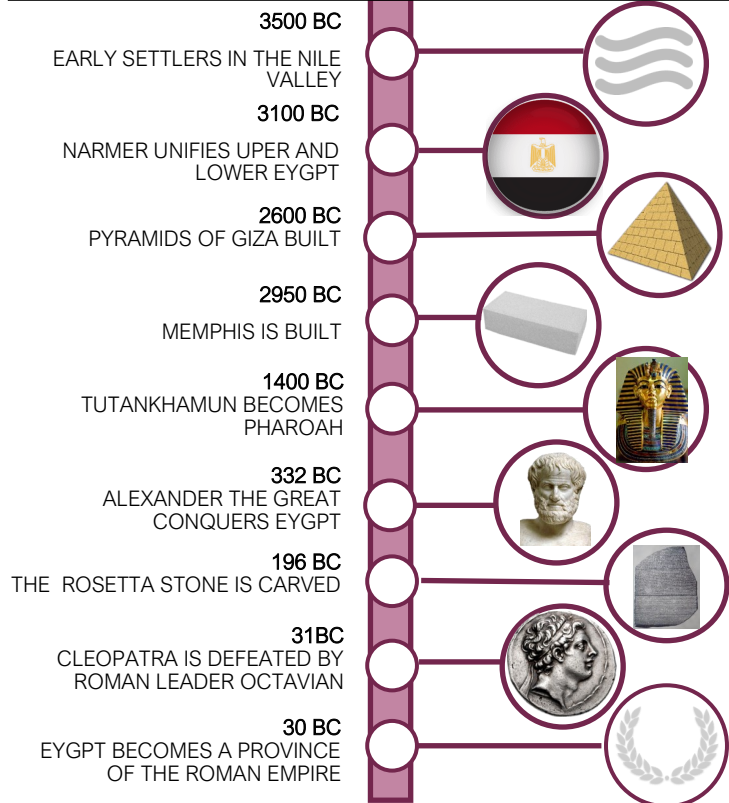 3500 BC
EARLY SETTLERS IN THE NILE
VALLEY
3100 BC
NARMER UNIFIES UPER AND
LOWER EYGPT
2600 BC
PYRAMIDS OF GIZA BUILT
2950 BC
MEMPHIS IS BUILT
1400 BC
TUTANKHAMUN BECOMES
PHAROAH
332 BC
ALEXANDER THE GREAT
CONQUERS EYGPT
196 BC
THE ROSETTA STONE IS CARVED
31BC
CLEOPATRA IS DEFEATED BY
ROMAN LEADER OCTAVIAN
30 BC
EYGPT BECOMES A PROVINCE
OF THE ROMAN EMPIRE